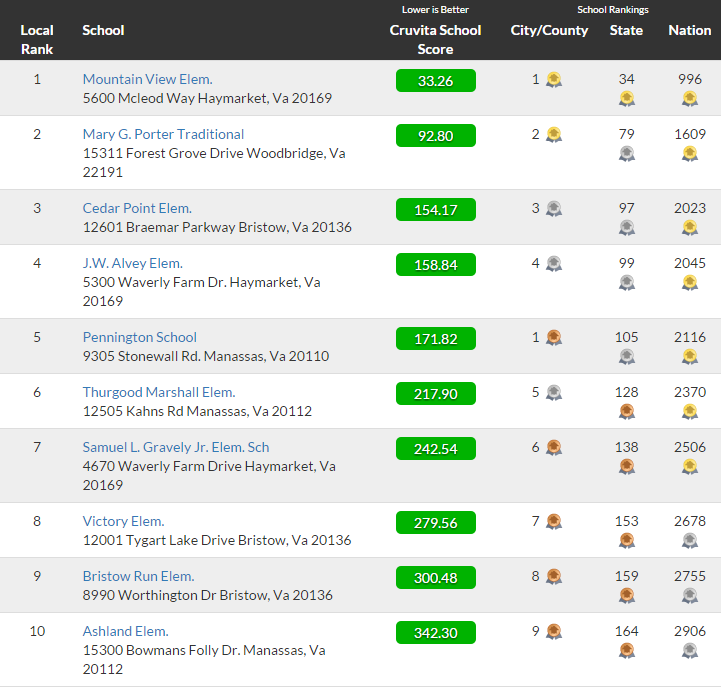 Lower is Better School Rankings
Local School Cruvita School City/County State Nation
Rank Score
1 Mountain View Elem. 33.26 1 34 996
5600 Mcleod Way Haymarket, Va 20169
2 Mary G. Porter Traditional 92.80 2 79 1609
15311 Forest Grove Drive Woodbridge, Va
22191
3 Cedar Point Elem. 154.17 3 97 2023
12601 Braemar Parkway Bristow, Va 20136
4 J.W. Alvey Elem. 158.84 4 99 2045
5300 Waverly Farm Dr. Haymarket, Va
20169
5 Pennington School 171.82 1 105 2116
9305 Stonewall Rd. Manassas, Va 20110
6 Thurgood Marshall Elem. 217.90 5 128 2370
12505 Kahns Rd Manassas, Va 20112
7 Samuel L. Gravely Jr. Elem. Sch 242.54 6 138 2506
4670 Waverly Farm Drive Haymarket, Va
20169
8 Victory Elem. 279.56 7 153 2678
12001 Tygart Lake Drive Bristow, Va 20136
9 Bristow Run Elem. 300.48 8 159 2755
8990 Worthington Dr Bristow, Va 20136
10 Ashland Elem. 342.30 9 164 2906
15300 Bowmans Folly Dr. Manassas, Va
20112